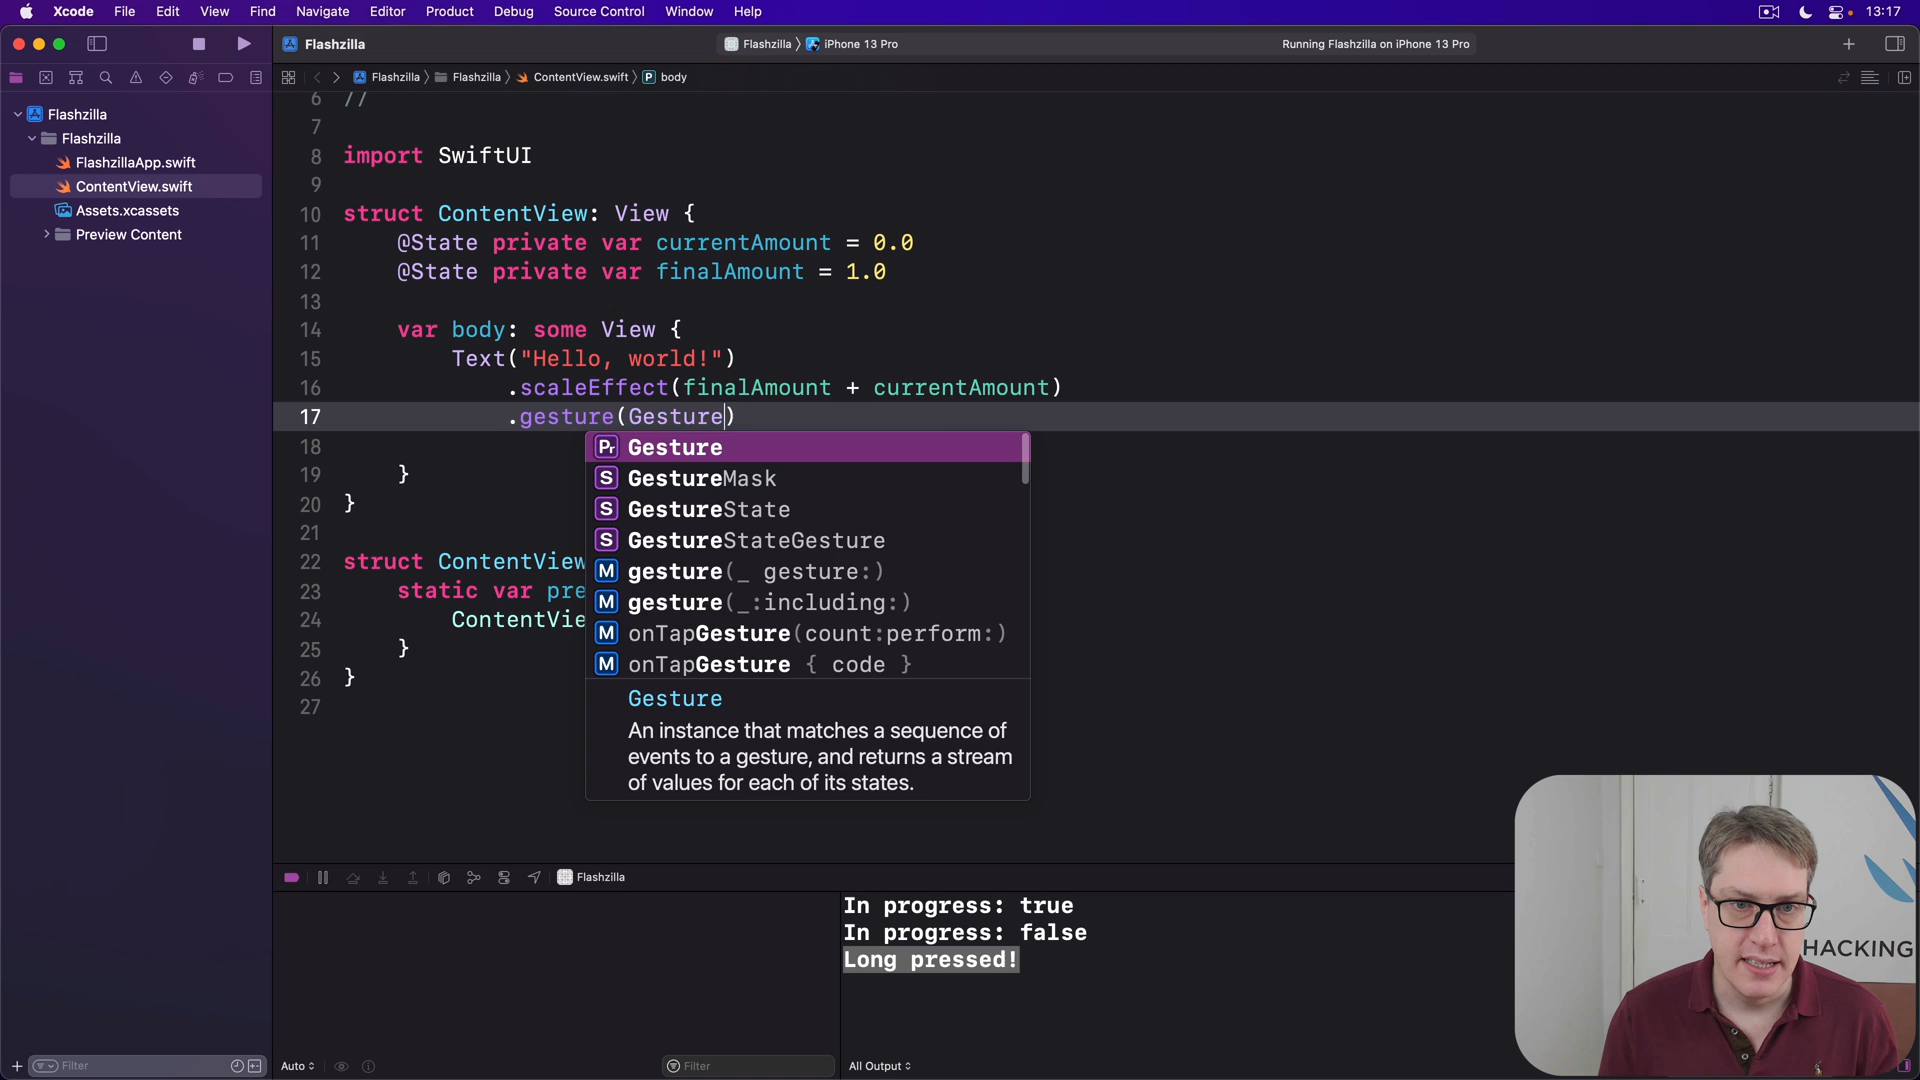 Xcode File Edit View Find Navigate Editor Product Debug Source Control Window Help 13:17
Flashzilla Flashzilla iPhone 13 Pro Running Flashzilla on iPhone 13 Pro
Flashzilla Flashzilla ContentView.swift P body
Flashzilla
Flashzilla
FlashzillaApp.swift
ContentView.swift
Assets.xcassets
Preview Content
6 //
7
8 import SwiftUI
9
10 struct ContentView: View {
11 @State private var currentAmount = 0.0
12 @State private var finalAmount = 1.0
13
14 var body: some View {
15 Text("Hello, world!")
16 .scaleEffect(finalAmount + currentAmount)
17 .gesture(Gesture)
18
19 }
20 }
21
22 struct ContentView
23 static var pre
24 ContentVie
25 }
26 }
27
Pr Gesture
S GestureMask
S GestureState
S GestureStateGesture
M gesture(_ gesture:)
M gesture(_:including:)
M onTapGesture(count:perform:)
M onTapGesture { code }
Gesture
An instance that matches a sequence of
events to a gesture, and returns a stream
of values for each of its states.
Flashzilla
In progress: true
In progress: false
Long pressed!
HACKING
Filter
Auto
Filter
All Output